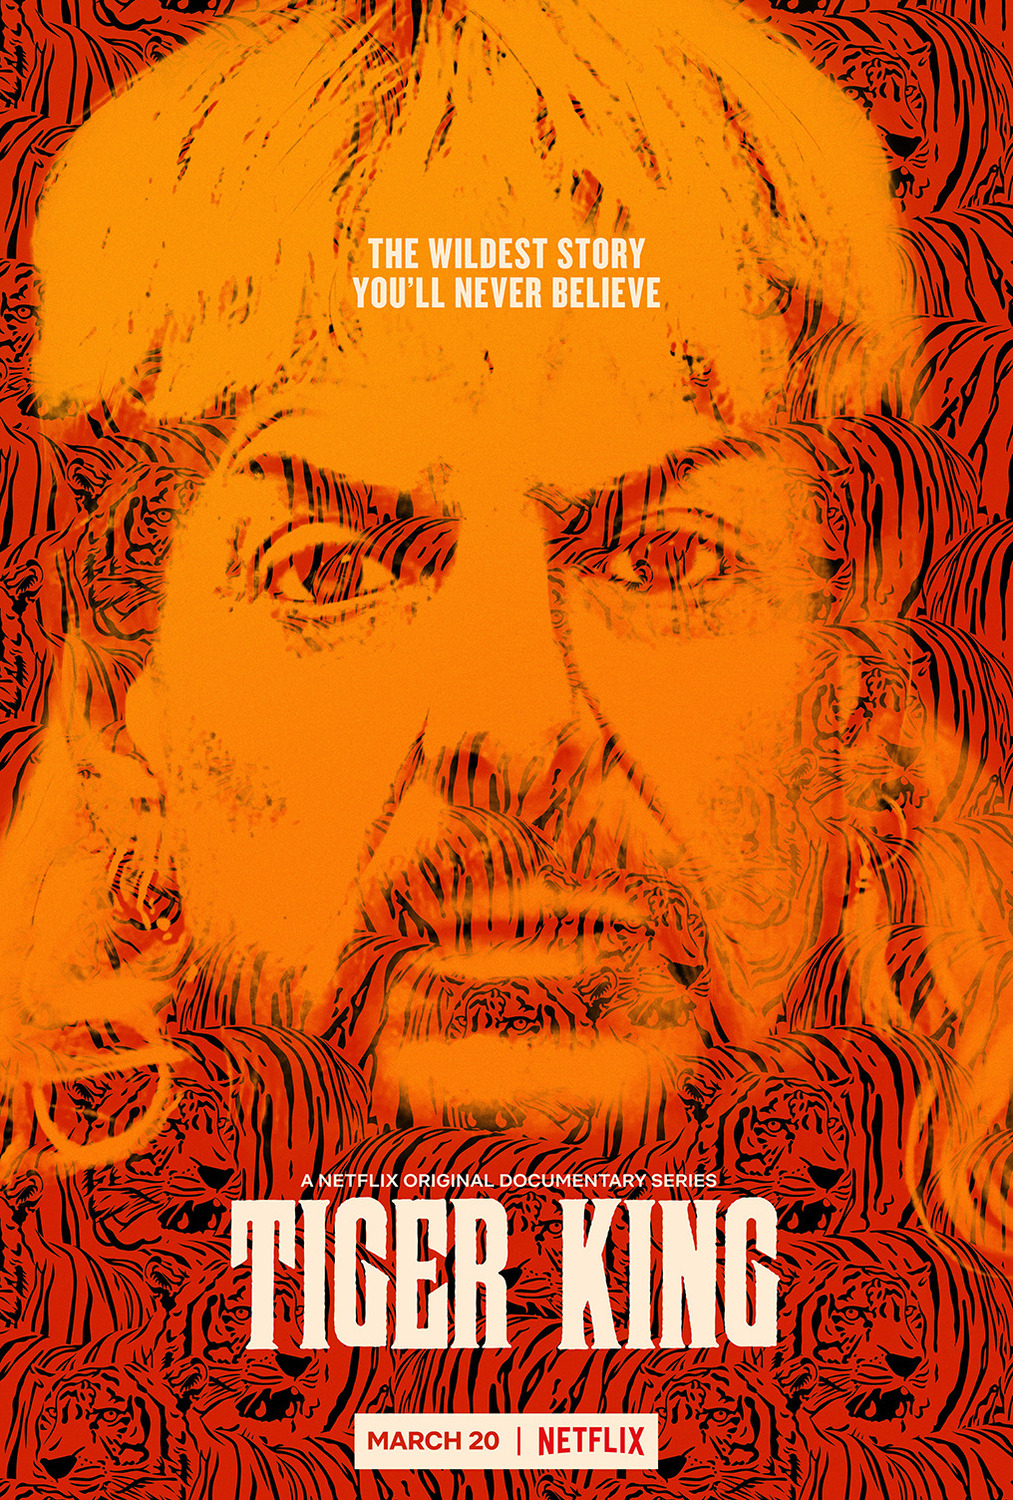 THE WILDEST STORY
YOU'LL NEVER BELIEVE
A NETFLIX ORIGINAL DOCUMENTARY SERIES
TIGER KING
MARCH 20 | NETFLIX